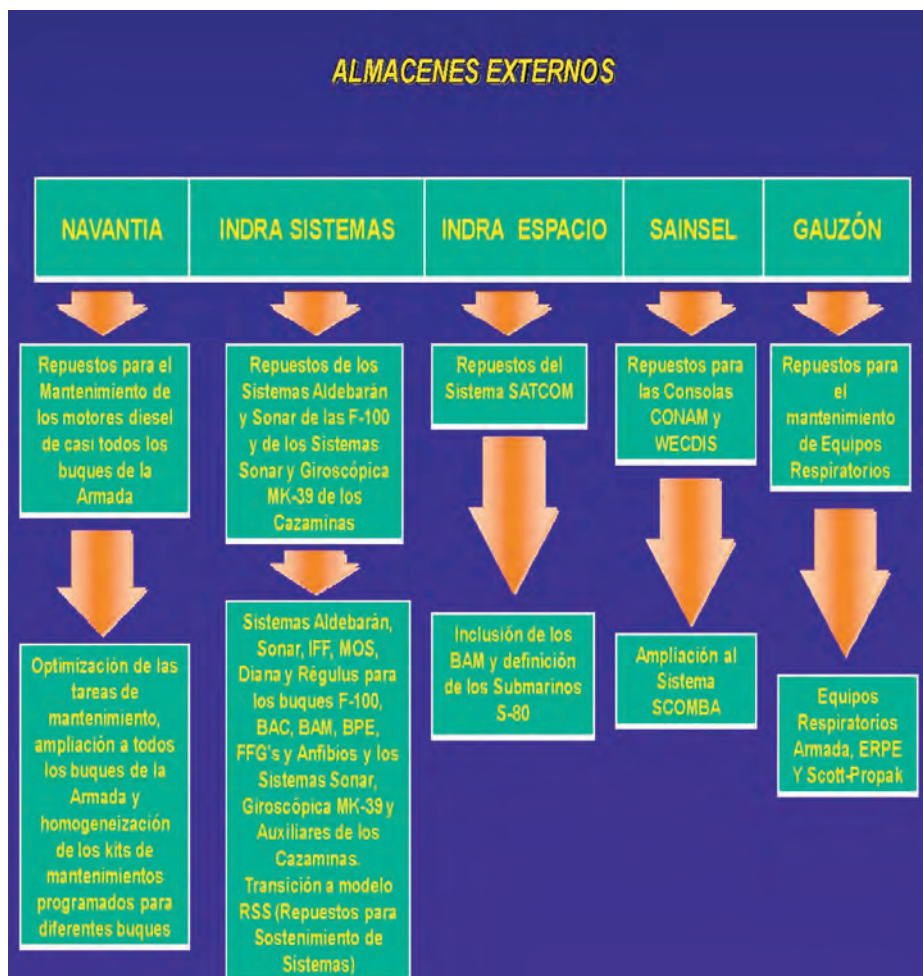 ALMACENES EXTERNOS
NAVANTIA
INDRA SISTEMAS
INDRA ESPACIO
SAINSEL
GAUZÓN
Repuestos para el
Mantenimiento de
los motores diesel
de casi todos los
buques de la
Armada
Repuestos de los
Sistemas Aldebarán
y Sonar de las F-100
y de los Sistemas
Sonar y Giroscópica
MK-39 de los
Cazaminas
Repuestos del
Sistema SATCOM
Repuestos para
las Consolas
CONAM y
WECDIS
Repuestos para
el
mantenimiento
de Equipos
Respiratorios
Optimización de las
tareas de
mantenimiento,
ampliación a todos
los buques de la
Armada y
homogeneización
de los kits de
mantenimientos
programados para
diferentes buques
Sistemas Aldebarán,
Sonar, IFF, MOS,
Diana y Régulus para
los buques F-100,
BAC, BAM, BPE,
FFG's y Anfibios y los
Sistemas Sonar,
Giroscópica MK-39 y
Auxiliares de los
Cazaminas.
Transición a modelo
RSS (Repuestos para
Sostenimiento de
Sistemas)
Inclusión de los
BAM y definición
de los Submarinos
S-80
Ampliación al
Sistema
SCOMBA
Equipos
Respiratorios
Armada, ERPE
Y Scott-Propak